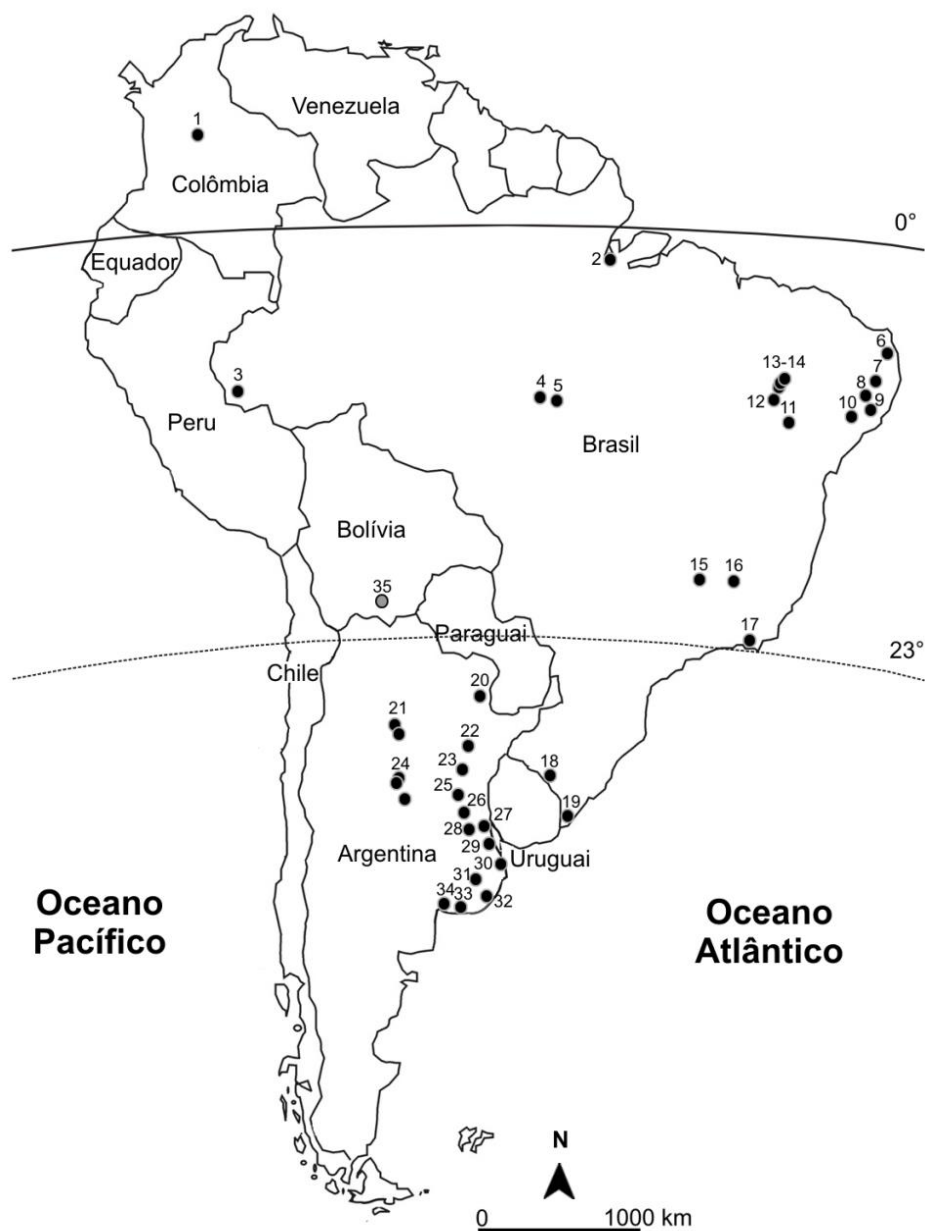 Venezuela
1
Colômbia
0°
Equador
2
6
13-14
7
3
4
5
8
12
9
10
11
Peru
Brasil
Bolívia
15
16
35
17
Paraguai
23°
Chile
20
21
22
18
23
24
25
19
26
27
28
Argentina
29
Uruguai
30
31
34
33
32
Oceano
Pacífico
Oceano
Atlântico
N
0
1000 km